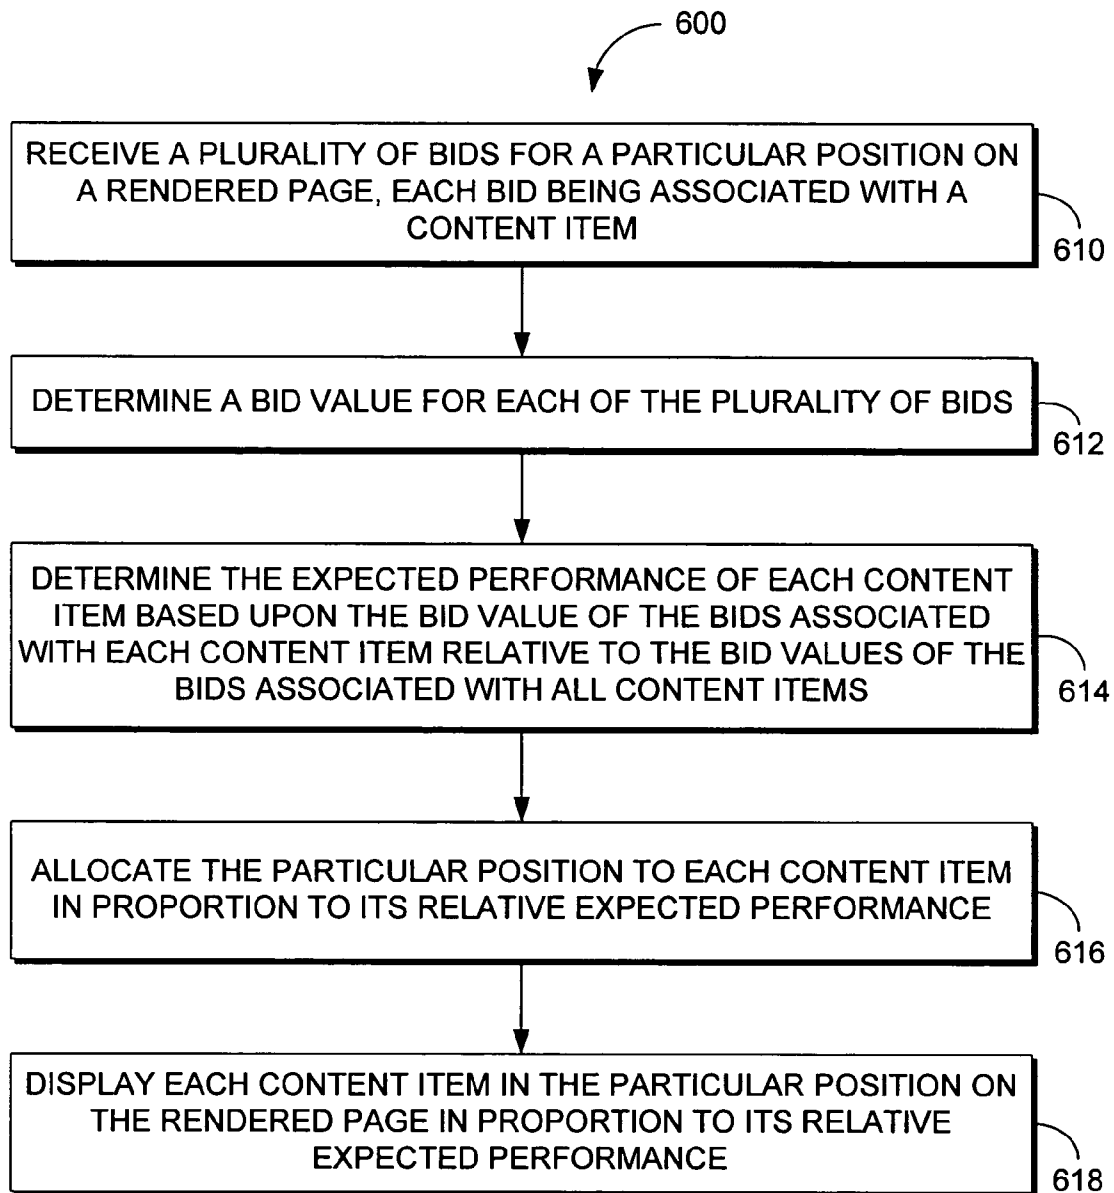 600
RECEIVE A PLURALITY OF BIDS FOR A PARTICULAR POSITION ON
A RENDERED PAGE, EACH BID BEING ASSOCIATED WITH A
CONTENT ITEM
610
DETERMINE A BID VALUE FOR EACH OF THE PLURALITY OF BIDS
612
DETERMINE THE EXPECTED PERFORMANCE OF EACH CONTENT
ITEM BASED UPON THE BID VALUE OF THE BIDS ASSOCIATED
WITH EACH CONTENT ITEM RELATIVE TO THE BID VALUES OF THE
BIDS ASSOCIATED WITH ALL CONTENT ITEMS
614
ALLOCATE THE PARTICULAR POSITION TO EACH CONTENT ITEM
IN PROPORTION TO ITS RELATIVE EXPECTED PERFORMANCE
616
DISPLAY EACH CONTENT ITEM IN THE PARTICULAR POSITION ON
THE RENDERED PAGE IN PROPORTION TO ITS RELATIVE
EXPECTED PERFORMANCE
618